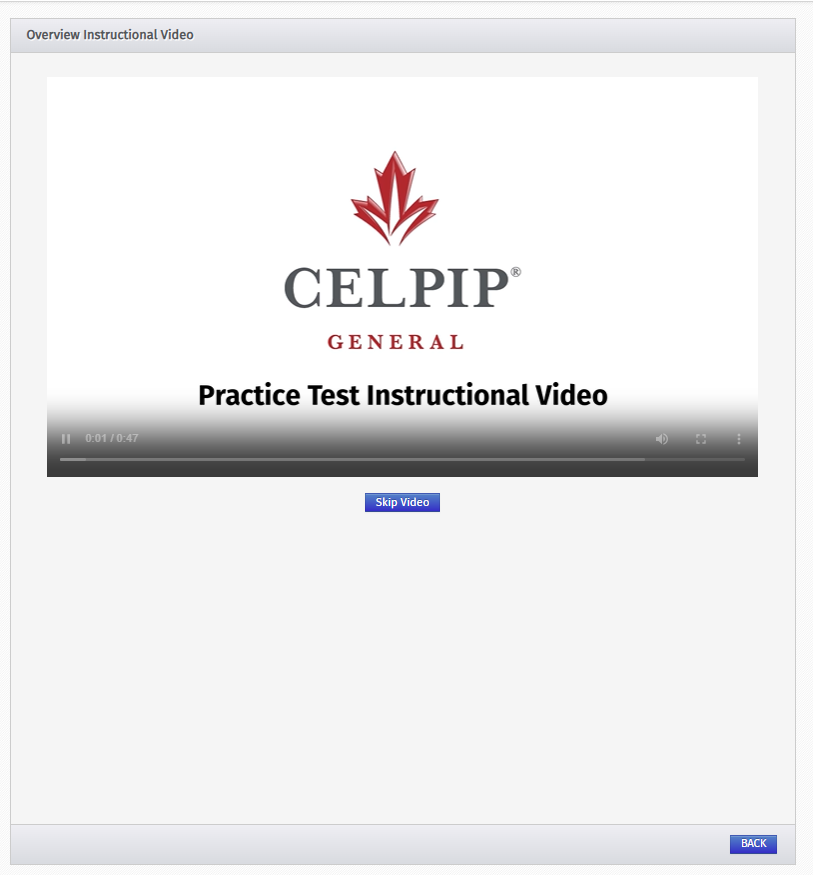 Overview Instructional Video
CELPIP®
GENERAL
Practice Test Instructional Video
0:01 / 0:47
Skip Video
BACK